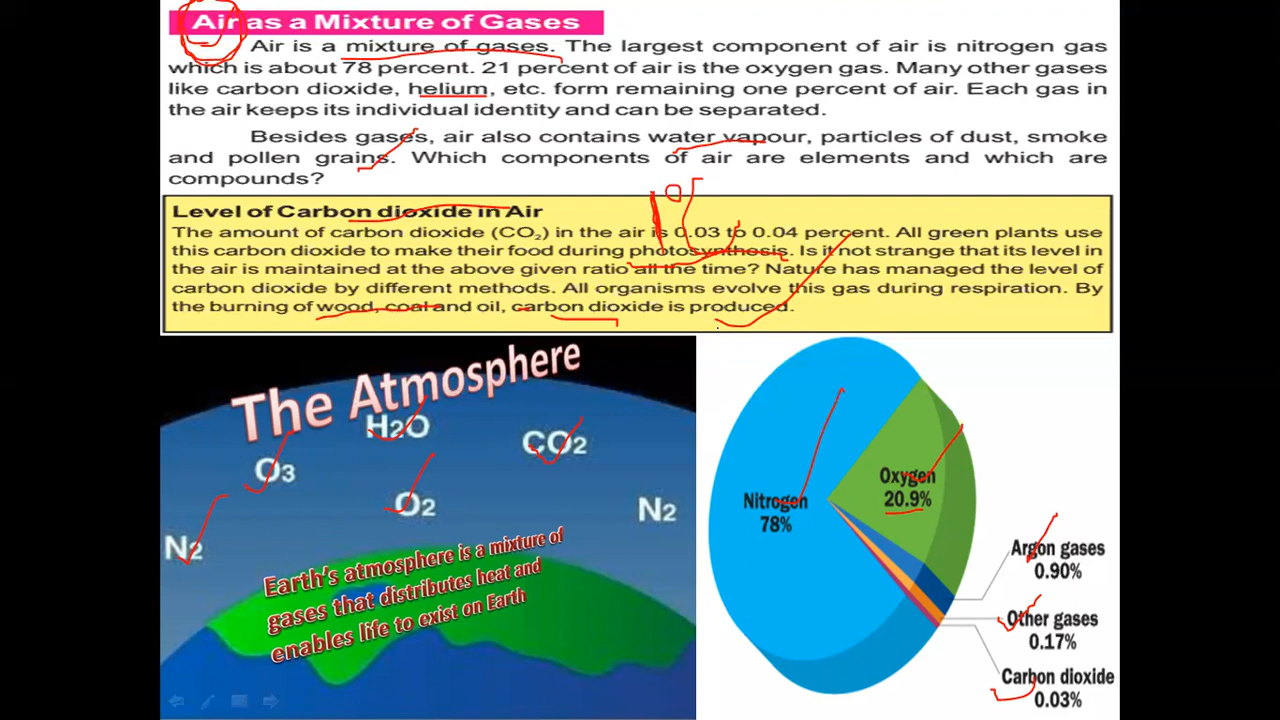 Air as a Mixture of Gases
Air is a mixture of gases. The largest component of air is nitrogen gas
which is about 78 percent. 21 percent of air is the oxygen gas. Many other gases
like carbon dioxide, helium, etc. form remaining one percent of air. Each gas in
the air keeps its individual identity and can be separated.
Besides gases, air also contains water vapour, particles of dust, smoke
and pollen grains. Which components of air are elements and which are
compounds?
Level of Carbon dioxide in Air
The amount of carbon dioxide (CO₂) in the air is 0.03 to 0.04 percent. All green plants use
this carbon dioxide to make their food during photosynthesis. Is it not strange that its level in
the air is maintained at the above given ratio all the time? Nature has managed the level of
carbon dioxide by different methods. All organisms evolve this gas during respiration. By
the burning of wood, coal and oil, carbon dioxide is produced.
The Atmosphere
H2O
CO2
O3
O2
N2
N2
Earth's atmosphere is a mixture of
gases that distributes heat and
enables life to exist on Earth
Nitrogen
78%
Oxygen
20.9%
Argon gases
0.90%
Other gases
0.17%
Carbon dioxide
0.03%